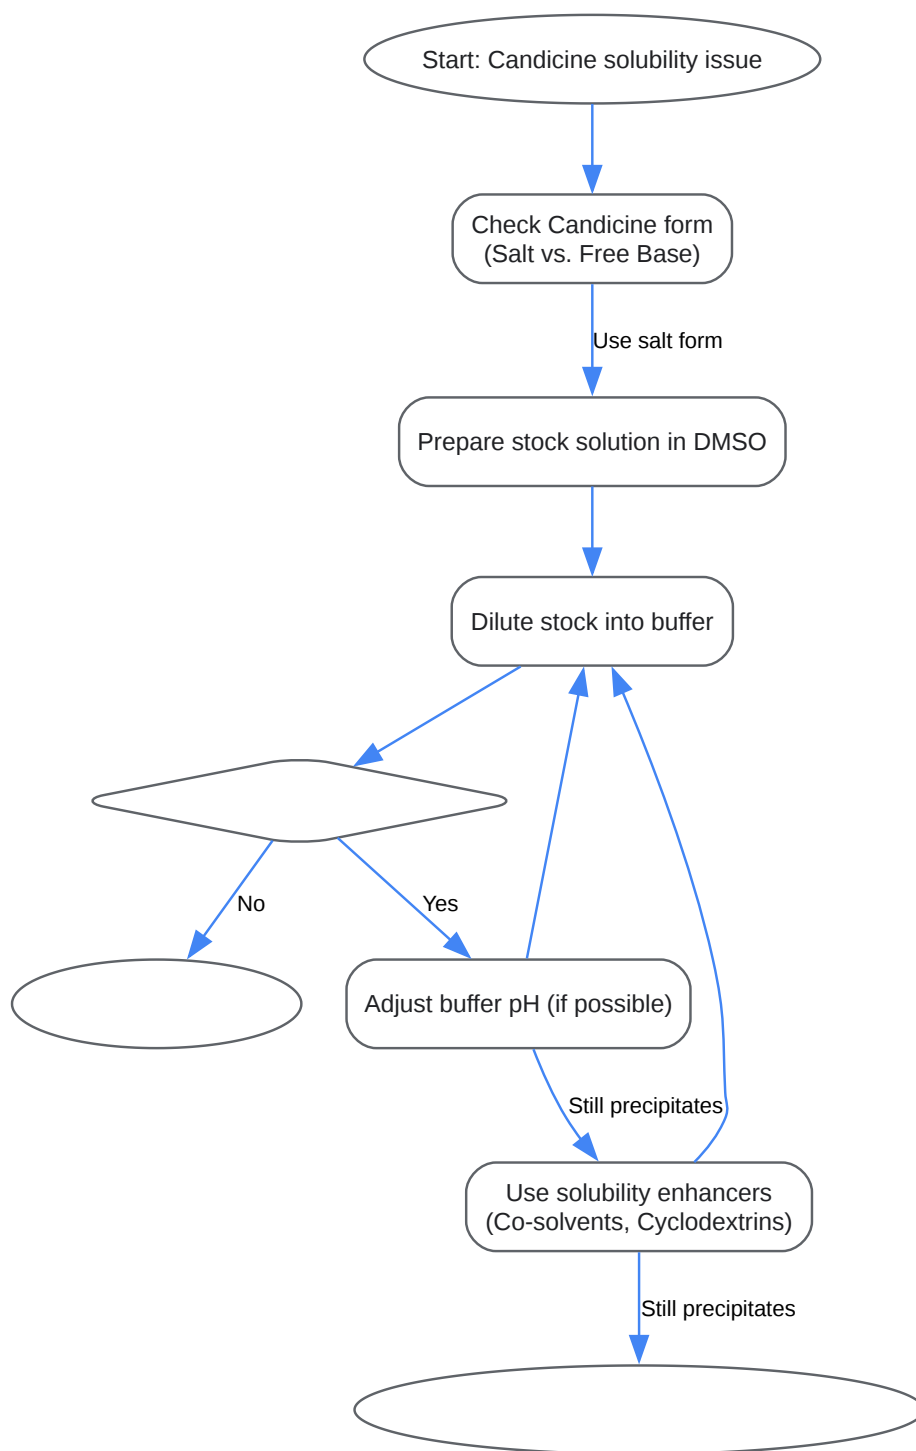 Start: Candicine solubility issue
Check Candicine form
(Salt vs. Free Base)
Use salt form
Prepare stock solution in DMSO
Dilute stock into buffer
No
Yes
Adjust buffer pH (if possible)
Still precipitates
Use solubility enhancers
(Co-solvents, Cyclodextrins)
Still precipitates